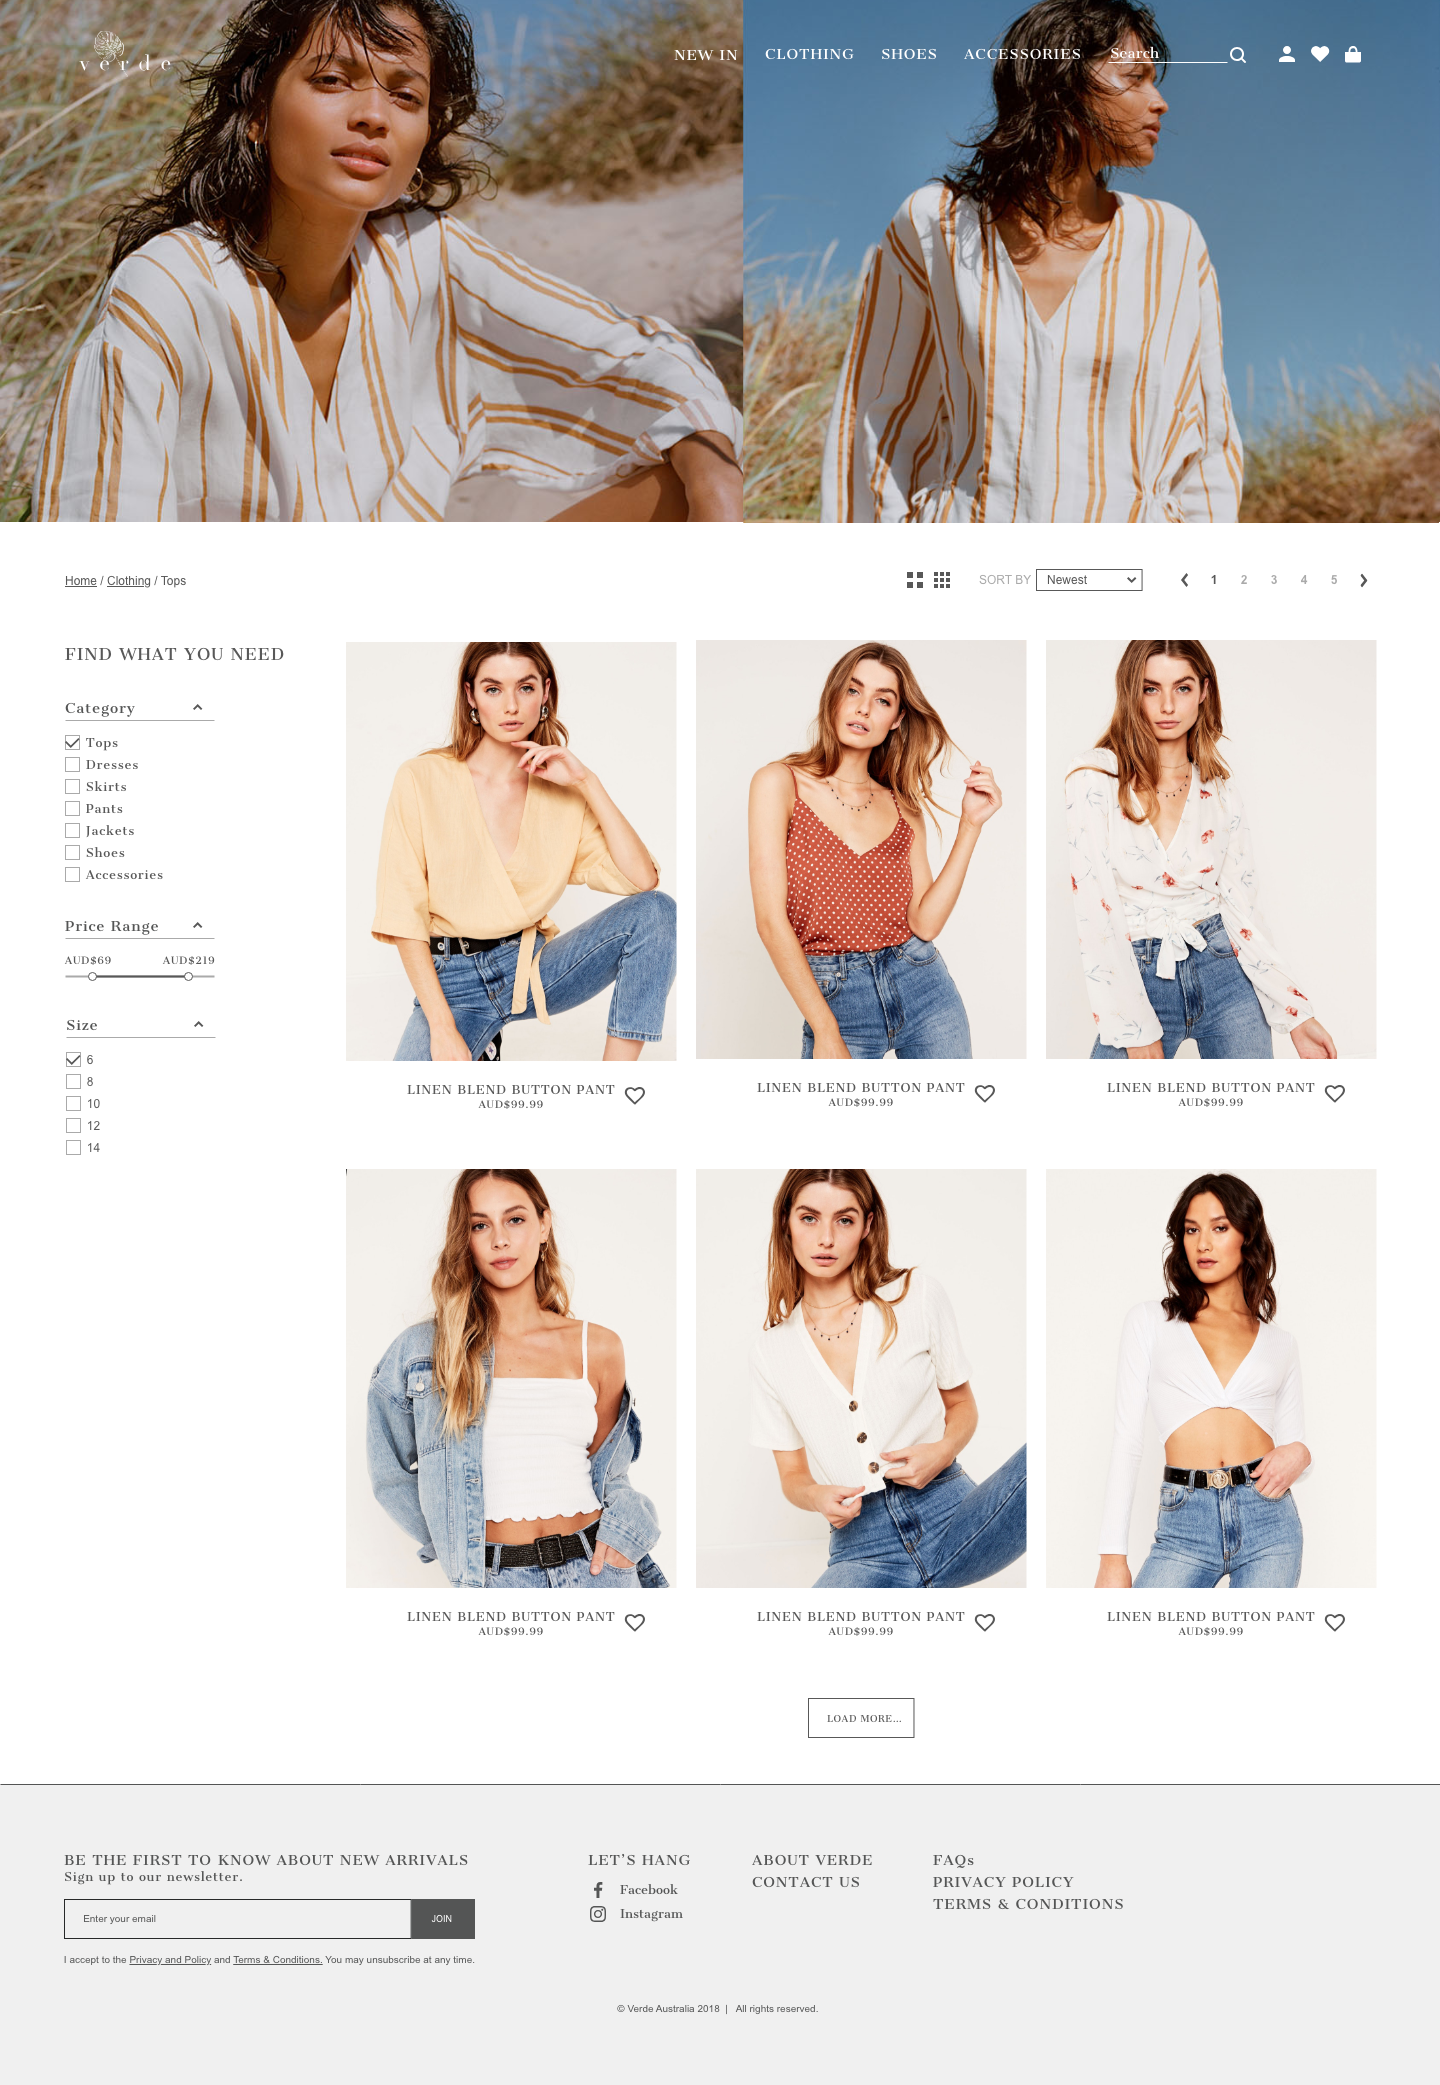 verde
NEW IN CLOTHING SHOES ACCESSORIES Search
Home / Clothing / Tops
SORT BY Newest 1 2 3 4 5
FIND WHAT YOU NEED
Category
Tops
Dresses
Skirts
Pants
Jackets
Shoes
Accessories
Price Range
AUD$69 AUD$219
Size
6
8
10
12
14
LINEN BLEND BUTTON PANT
AUD$99.99
LINEN BLEND BUTTON PANT
AUD$99.99
LINEN BLEND BUTTON PANT
AUD$99.99
LINEN BLEND BUTTON PANT
AUD$99.99
LINEN BLEND BUTTON PANT
AUD$99.99
LINEN BLEND BUTTON PANT
AUD$99.99
LOAD MORE...
BE THE FIRST TO KNOW ABOUT NEW ARRIVALS
Sign up to our newsletter.
Enter your email JOIN
I accept to the Privacy and Policy and Terms & Conditions. You may unsubscribe at any time.
LET’S HANG
Facebook
Instagram
ABOUT VERDE
CONTACT US
FAQs
PRIVACY POLICY
TERMS & CONDITIONS
© Verde Australia 2018 | All rights reserved.